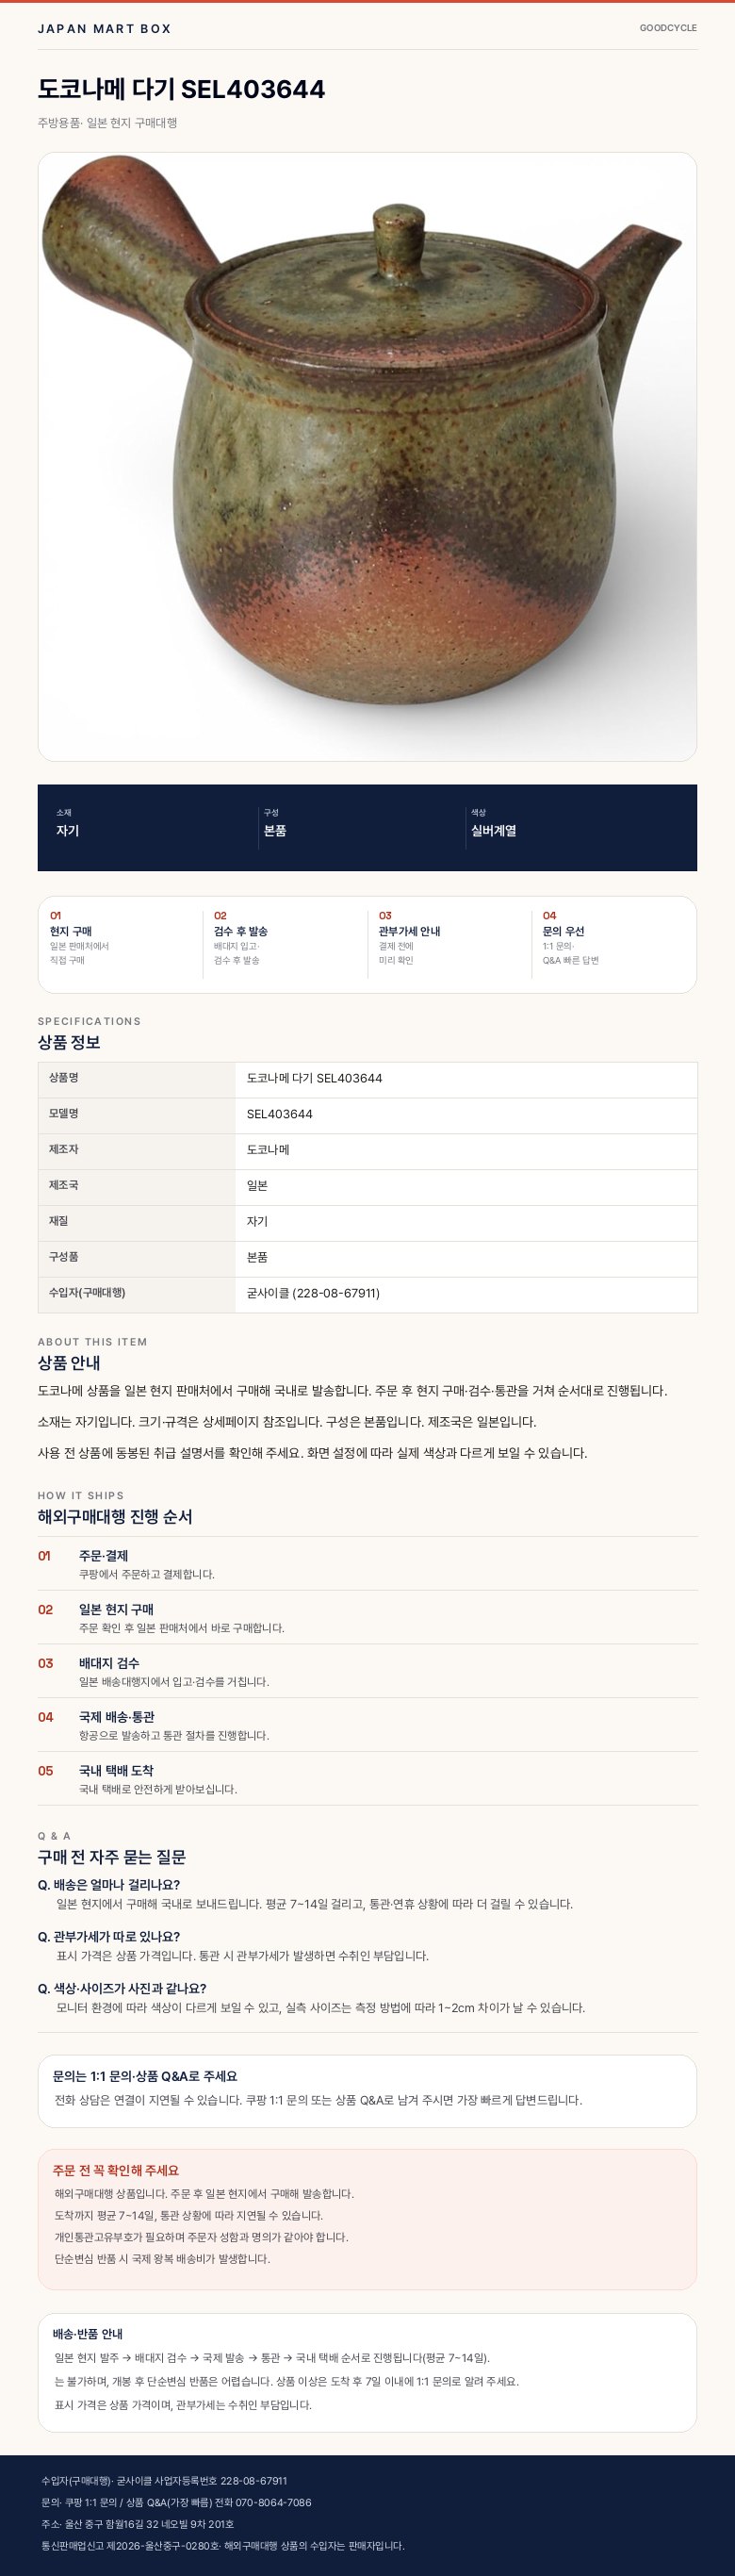 JAPAN MART BOX
GOODCYCLE
도코나메 다기 SEL403644
주방용품· 일본 현지 구매대행
소재
자기
구성
본품
색상
실버계열
01
현지 구매
일본 판매처에서
직접 구매
02
검수 후 발송
배대지 입고·
검수 후 발송
03
관부가세 안내
결제 전에
미리 확인
04
문의 우선
1:1 문의·
Q&A 빠른 답변
SPECIFICATIONS
상품 정보
상품명 도코나메 다기 SEL403644
모델명 SEL403644
제조자 도코나메
제조국 일본
재질 자기
구성품 본품
수입자(구매대행) 굳사이클 (228-08-67911)
ABOUT THIS ITEM
상품 안내
도코나메 상품을 일본 현지 판매처에서 구매해 국내로 발송합니다. 주문 후 현지 구매·검수·통관을 거쳐 순서대로 진행됩니다.
소재는 자기입니다. 크기·규격은 상세페이지 참조입니다. 구성은 본품입니다. 제조국은 일본입니다.
사용 전 상품에 동봉된 취급 설명서를 확인해 주세요. 화면 설정에 따라 실제 색상과 다르게 보일 수 있습니다.
HOW IT SHIPS
해외구매대행 진행 순서
01 주문·결제
쿠팡에서 주문하고 결제합니다.
02 일본 현지 구매
주문 확인 후 일본 판매처에서 바로 구매합니다.
03 배대지 검수
일본 배송대행지에서 입고·검수를 거칩니다.
04 국제 배송·통관
항공으로 발송하고 통관 절차를 진행합니다.
05 국내 택배 도착
국내 택배로 안전하게 받아보십니다.
Q & A
구매 전 자주 묻는 질문
Q. 배송은 얼마나 걸리나요?
일본 현지에서 구매해 국내로 보내드립니다. 평균 7~14일 걸리고, 통관·연휴 상황에 따라 더 걸릴 수 있습니다.
Q. 관부가세가 따로 있나요?
표시 가격은 상품 가격입니다. 통관 시 관부가세가 발생하면 수취인 부담입니다.
Q. 색상·사이즈가 사진과 같나요?
모니터 환경에 따라 색상이 다르게 보일 수 있고, 실측 사이즈는 측정 방법에 따라 1~2cm 차이가 날 수 있습니다.
문의는 1:1 문의·상품 Q&A로 주세요
전화 상담은 연결이 지연될 수 있습니다. 쿠팡 1:1 문의 또는 상품 Q&A로 남겨 주시면 가장 빠르게 답변드립니다.
주문 전 꼭 확인해 주세요
해외구매대행 상품입니다. 주문 후 일본 현지에서 구매해 발송합니다.
도착까지 평균 7~14일, 통관 상황에 따라 지연될 수 있습니다.
개인통관고유부호가 필요하며 주문자 성함과 명의가 같아야 합니다.
단순변심 반품 시 국제 왕복 배송비가 발생합니다.
배송·반품 안내
일본 현지 발주 → 배대지 검수 → 국제 발송 → 통관 → 국내 택배 순서로 진행됩니다(평균 7~14일).
는 불가하며, 개봉 후 단순변심 반품은 어렵습니다. 상품 이상은 도착 후 7일 이내에 1:1 문의로 알려 주세요.
표시 가격은 상품 가격이며, 관부가세는 수취인 부담입니다.
수입자(구매대행)· 굳사이클 사업자등록번호 228-08-67911
문의· 쿠팡 1:1 문의 / 상품 Q&A(가장 빠름) 전화 070-8064-7086
주소· 울산 중구 함월16길 32 네오빌 9차 201호
통신판매업신고 제2026-울산중구-0280호· 해외구매대행 상품의 수입자는 판매자입니다.